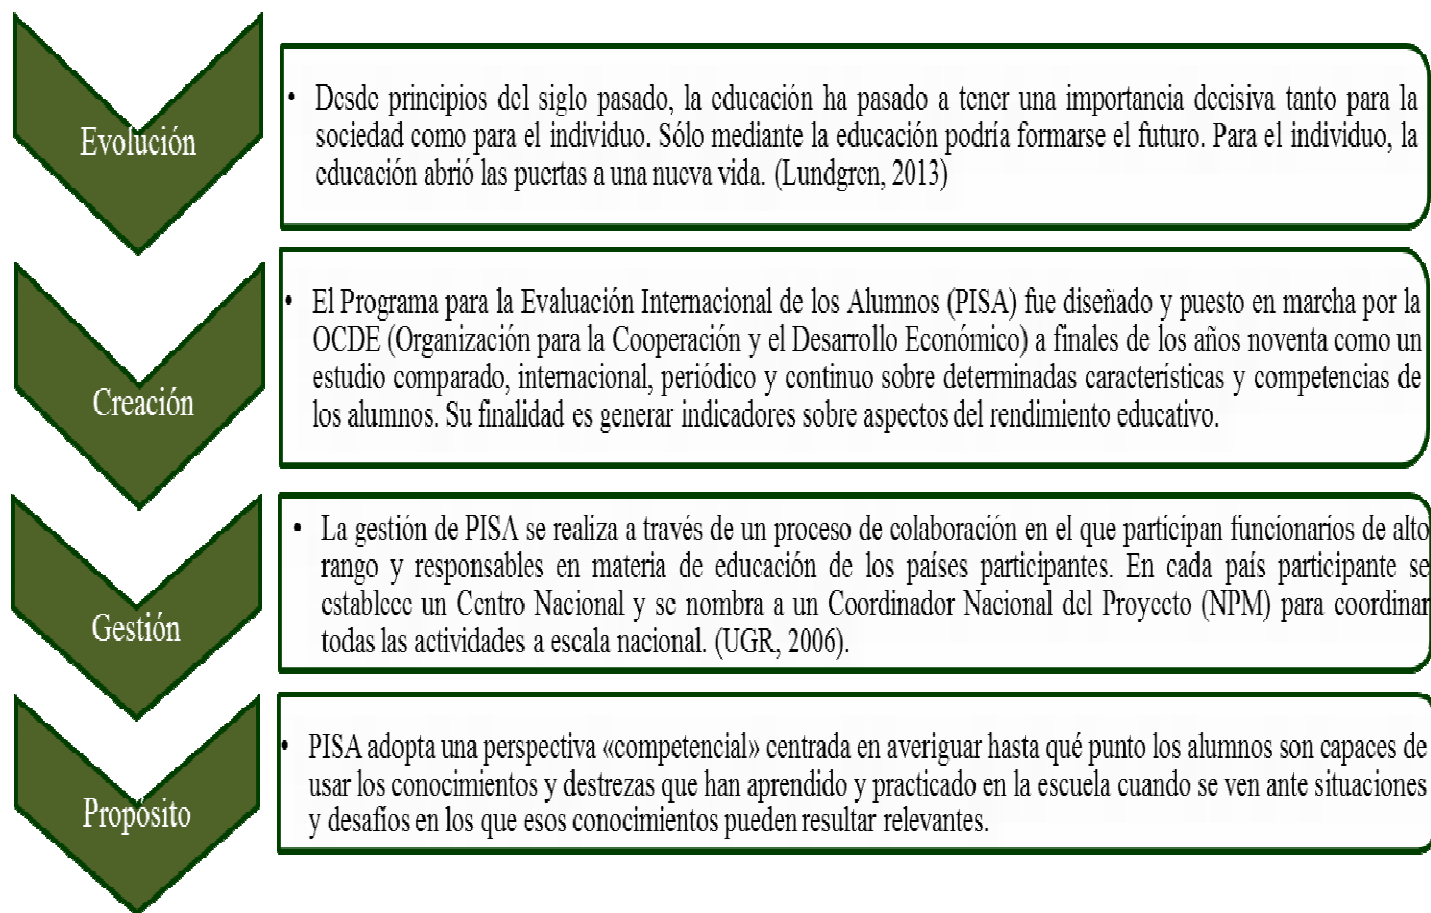 Evolución
• Desde principios del siglo pasado, la educación ha pasado a tener una importancia decisiva tanto para la
sociedad como para el individuo. Sólo mediante la educación podría formarse el futuro. Para el individuo, la
educación abrió las puertas a una nueva vida. (Lundgren, 2013)
Creación
• El Programa para la Evaluación Internacional de los Alumnos (PISA) fue diseñado y puesto en marcha por la
OCDE (Organización para la Cooperación y el Desarrollo Económico) a finales de los años noventa como un
estudio comparado, internacional, periódico y continuo sobre determinadas características y competencias de
los alumnos. Su finalidad es generar indicadores sobre aspectos del rendimiento educativo.
Gestión
• La gestión de PISA se realiza a través de un proceso de colaboración en el que participan funcionarios de alto
rango y responsables en materia de educación de los países participantes. En cada país participante se
establece un Centro Nacional y se nombra a un Coordinador Nacional del Proyecto (NPM) para coordinar
todas las actividades a escala nacional. (UGR, 2006).
Propósito
• PISA adopta una perspectiva «competencial» centrada en averiguar hasta qué punto los alumnos son capaces de
usar los conocimientos y destrezas que han aprendido y practicado en la escuela cuando se ven ante situaciones
y desafíos en los que esos conocimientos pueden resultar relevantes.